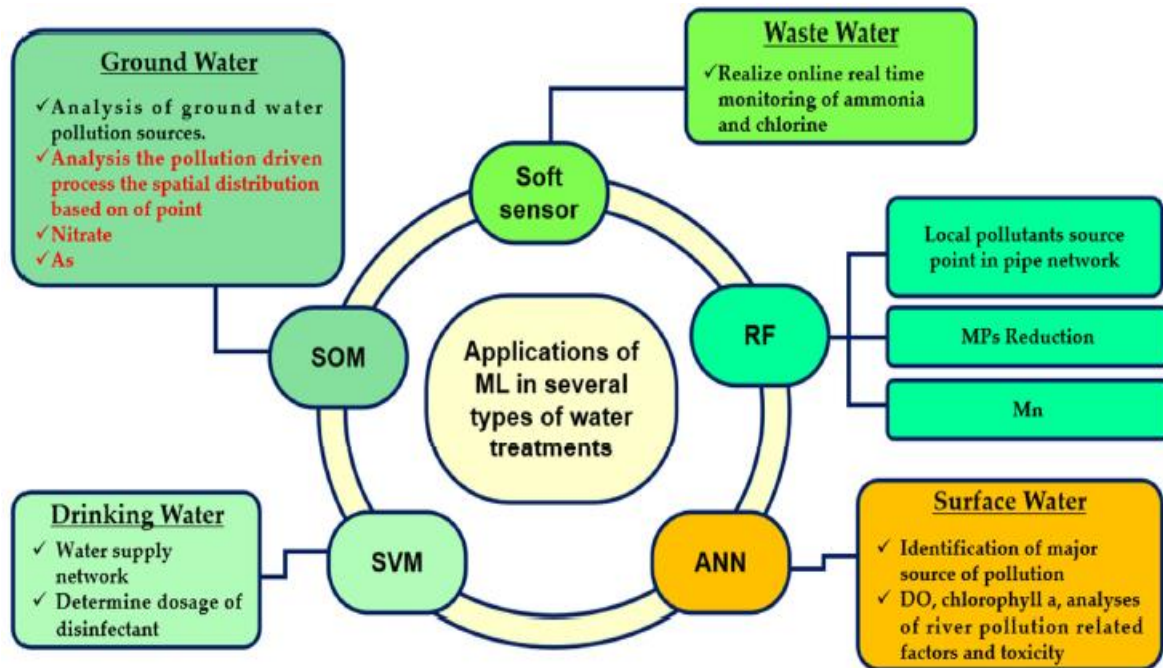 Ground Water
✓Analysis of ground water
pollution sources.
✓Analysis the pollution driven
process the spatial distribution
based on of point
✓Nitrate
✓As
Waste Water
✓Realize online real time
monitoring of ammonia
and chlorine
Soft
sensor
Local pollutants source
point in pipe network
RF
MPs Reduction
Mn
SOM
Applications of
ML in several
types of water
treatments
Drinking Water
✓ Water supply
network
✓ Determine dosage of
disinfectant
SVM
ANN
Surface Water
✓ Identification of major
source of pollution
✓ DO, chlorophyll a, analyses
of river pollution related
factors and toxicity